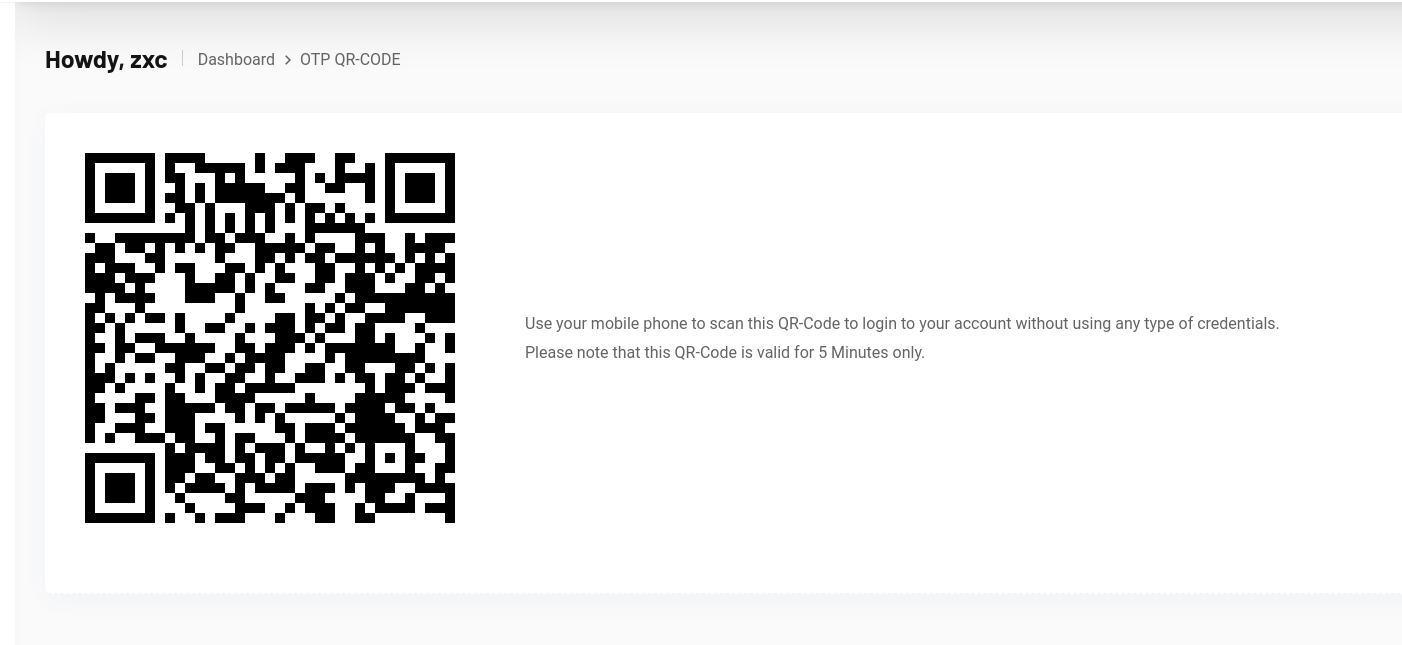 Howdy, zxc Dashboard > OTP QR-CODE
Use your mobile phone to scan this QR-Code to login to your account without using any type of credentials.
Please note that this QR-Code is valid for 5 Minutes only.